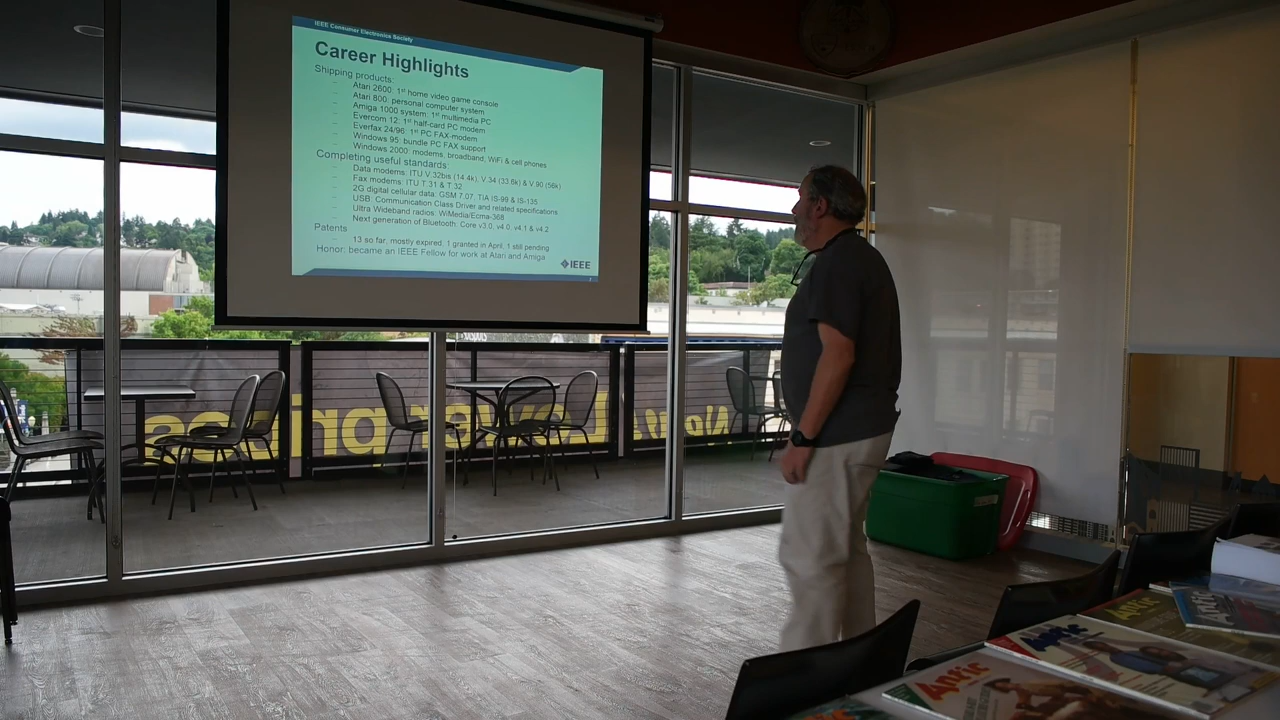 IEEE Consumer Electronics Society
Career Highlights
Shipping products:
Atari 2600: 1st home video game console
Atari 800: personal computer system
Amiga 1000 system: 1st multimedia PC
Evercom 12: 1st half-card PC modem
Everfax 24/96: 1st PC FAX-modem
Windows 95: bundle PC FAX support
Windows 2000: modems, broadband, WiFi & cell phones
Completing useful standards:
Data modems: ITU V.32bis (14.4k), V.34 (33.6k) & V.90 (56k)
Fax modems: ITU T.31 & T.32
2G digital cellular data: GSM 7.07, TIA IS-99 & IS-135
USB: Communication Class Driver and related specifications
Ultra Wideband radios: WiMedia/Ecma-368
Next generation of Bluetooth: Core v3.0, v4.0, v4.1 & v4.2
Patents
13 so far, mostly expired, 1 granted in April, 1 still pending
Honor: became an IEEE Fellow for work at Atari and Amiga
IEEE
New
Lower prices
Antic
Antic
Antic
Antic